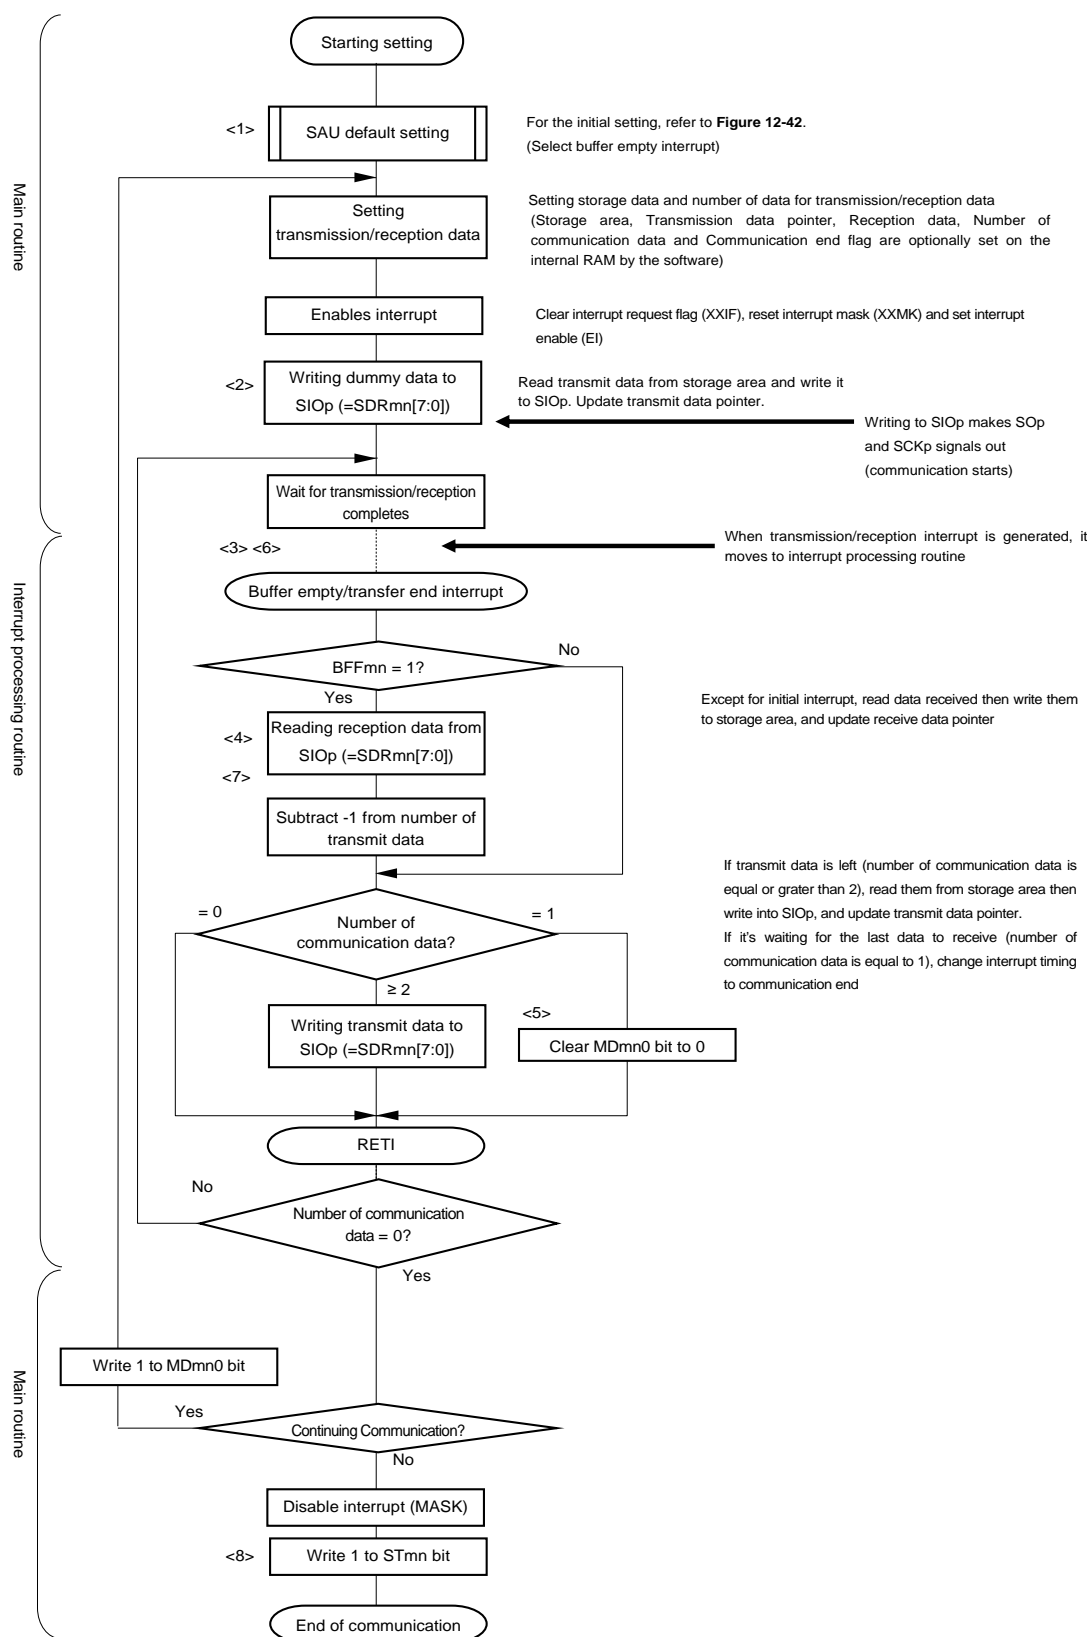 Starting setting
<1>
SAU default setting
For the initial setting, refer to Figure 12-42.
(Select buffer empty interrupt)
Main routine
Setting
transmission/reception data
Setting storage data and number of data for transmission/reception data
(Storage area, Transmission data pointer, Reception data, Number of
communication data and Communication end flag are optionally set on the
internal RAM by the software)
Enables interrupt
Clear interrupt request flag (XXIF), reset interrupt mask (XXMK) and set interrupt
enable (EI)
<2>
Writing dummy data to
SIOp (=SDRmn[7:0])
Read transmit data from storage area and write it
to SIOp. Update transmit data pointer.
Writing to SIOp makes SOp
and SCKp signals out
(communication starts)
Wait for transmission/reception
completes
<3> <6>
When transmission/reception interrupt is generated, it
moves to interrupt processing routine
Interrupt processing routine
Buffer empty/transfer end interrupt
BFFmn = 1?
No
Yes
<4>
Reading reception data from
SIOp (=SDRmn[7:0])
<7>
Except for initial interrupt, read data received then write them
to storage area, and update receive data pointer
Subtract -1 from number of
transmit data
= 0
Number of
communication data?
= 1
≥ 2
If transmit data is left (number of communication data is
equal or grater than 2), read them from storage area then
write into SIOp, and update transmit data pointer.
If it's waiting for the last data to receive (number of
communication data is equal to 1), change interrupt timing
to communication end
Writing transmit data to
SIOp (=SDRmn[7:0])
<5>
Clear MDmn0 bit to 0
RETI
No
Number of communication
data = 0?
Yes
Main routine
Write 1 to MDmn0 bit
Yes
Continuing Communication?
No
Disable interrupt (MASK)
<8>
Write 1 to STmn bit
End of communication